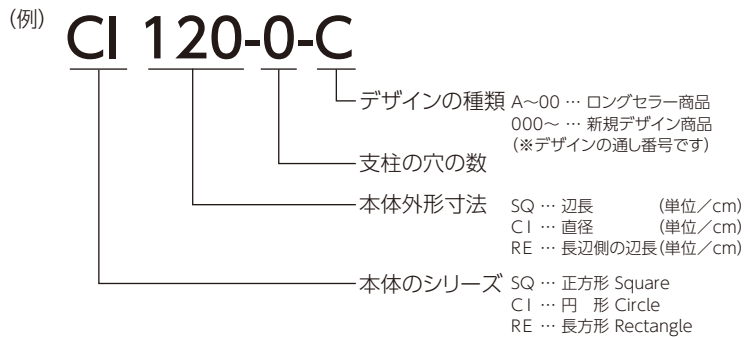 (例)
CI 120-0-C
デザインの種類 A〜00 … ロングセラー商品
000〜 … 新規デザイン商品
(※デザインの通し番号です)
支柱の穴の数
本体外形寸法 SQ … 辺長 (単位/cm)
CI … 直径 (単位/cm)
RE … 長辺側の辺長(単位/cm)
本体のシリーズ SQ … 正方形 Square
CI … 円 形 Circle
RE … 長方形 Rectangle